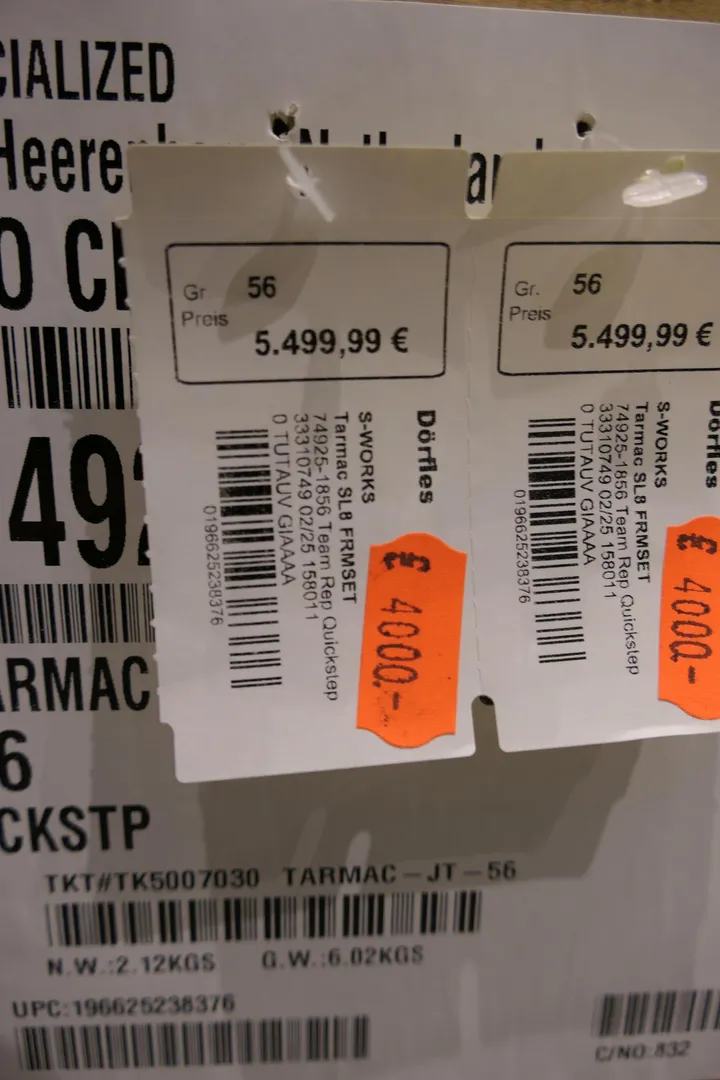 CIALIZED
Heere
O C
492
ARMAC
6
CKSTP
TKT#TK5007030 TARMAC-JT-56
N.W.:2.12KGS G.W.:6.02KGS
UPC:196625238376
C/NO:832
Gr. 56
Preis
5.499,99 €
Dörfles
S-WORKS
Tarmac SL8 FRMSET
74925-1856 Team Rep Quickstep
33310749 02/25 158011
0 TUTAUV GIAAAA
0196625238376
£ 4000.-
Gr. 56
Preis
5.499,99 €
Dörfles
S-WORKS
Tarmac SL8 FRMSET
74925-1856 Team Rep Quickstep
33310749 02/25 158011
0 TUTAUV GIAAAA
0196625238376
£ 4000.-